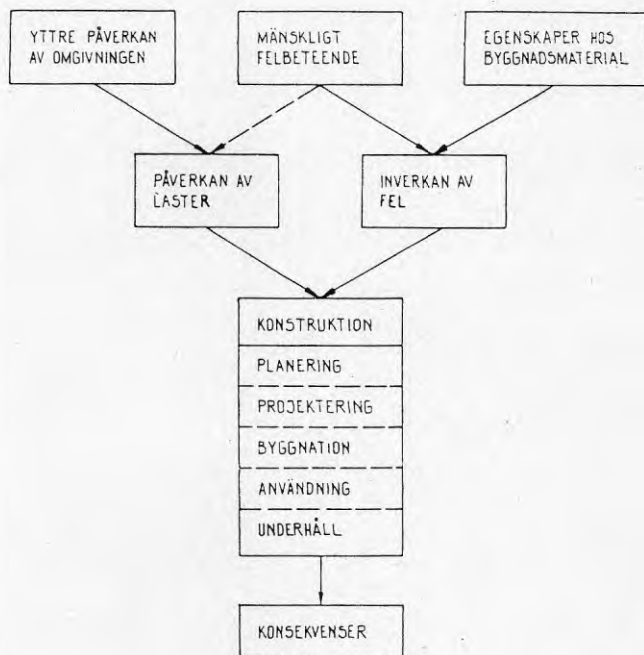 YTTRE PÅVERKAN
AV OMGIVNINGEN
MÄNSKLIGT
FELBETEENDE
EGENSKAPER HOS
BYGGNADSMATERIAL
PÅVERKAN AV
LASTER
INVERKAN AV
FEL
KONSTRUKTION
PLANERING
PROJEKTERING
BYGGNATION
ANVÄNDNING
UNDERHÅLL
KONSEKVENSER